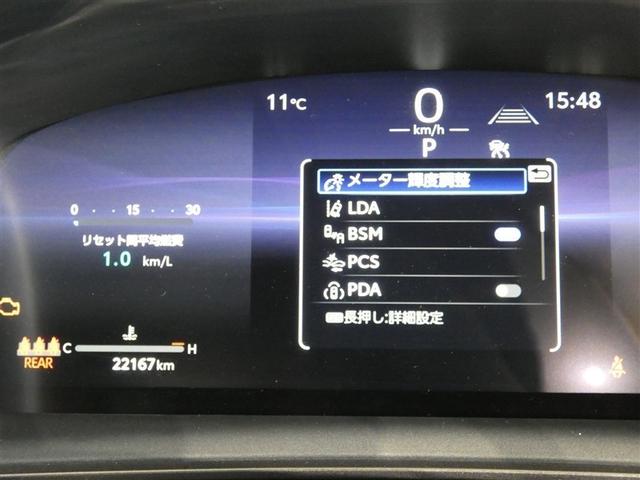 11℃
0
km/h
P
15:48
メーター輝度調整
LDA
BSM
PCS
PDA
長押し:詳細設定
0 15 30
リセット間平均燃費
1.0 km/L
REAR
C H
22167km